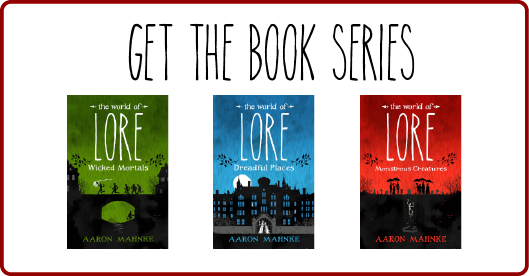 GET THE BOOK SERIES
the world of
LORE
Wicked Mortals
AARON MAHNKE
the world of
LORE
Dreadful Places
AARON MAHNKE
the world of
LORE
Monstrous Creatures
AARON MAHNKE